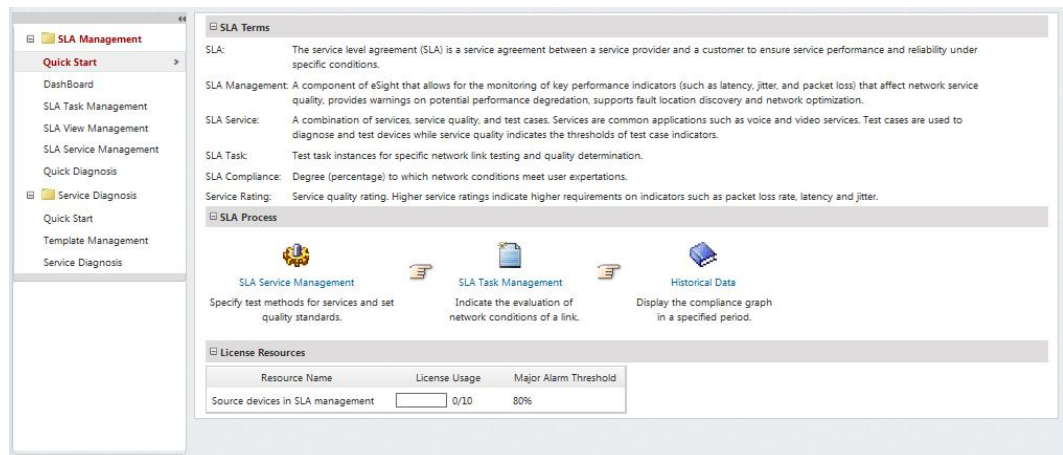 SLA Management
Quick Start
DashBoard
SLA Task Management
SLA View Management
SLA Service Management
Quick Diagnosis
Service Diagnosis
Quick Start
Template Management
Service Diagnosis
SLA Terms
SLA: The service level agreement (SLA) is a service agreement between a service provider and a customer to ensure service performance and reliability under
specific conditions.
SLA Management: A component of eSight that allows for the monitoring of key performance indicators (such as latency, jitter, and packet loss) that affect network service
quality, provides warnings on potential performance degredation, supports fault location discovery and network optimization.
SLA Service: A combination of services, service quality, and test cases. Services are common applications such as voice and video services. Test cases are used to
diagnose and test devices while service quality indicates the thresholds of test case indicators.
SLA Task: Test task instances for specific network link testing and quality determination.
SLA Compliance: Degree (percentage) to which network conditions meet user expertations.
Service Rating: Service quality rating. Higher service ratings indicate higher requirements on indicators such as packet loss rate, latency and jitter.
SLA Process
SLA Service Management
Specify test methods for services and set
quality standards.
SLA Task Management
Indicate the evaluation of
network conditions of a link.
Historical Data
Display the compliance graph
in a specified period.
License Resources
Resource Name License Usage Major Alarm Threshold
Source devices in SLA management 0/10 80%